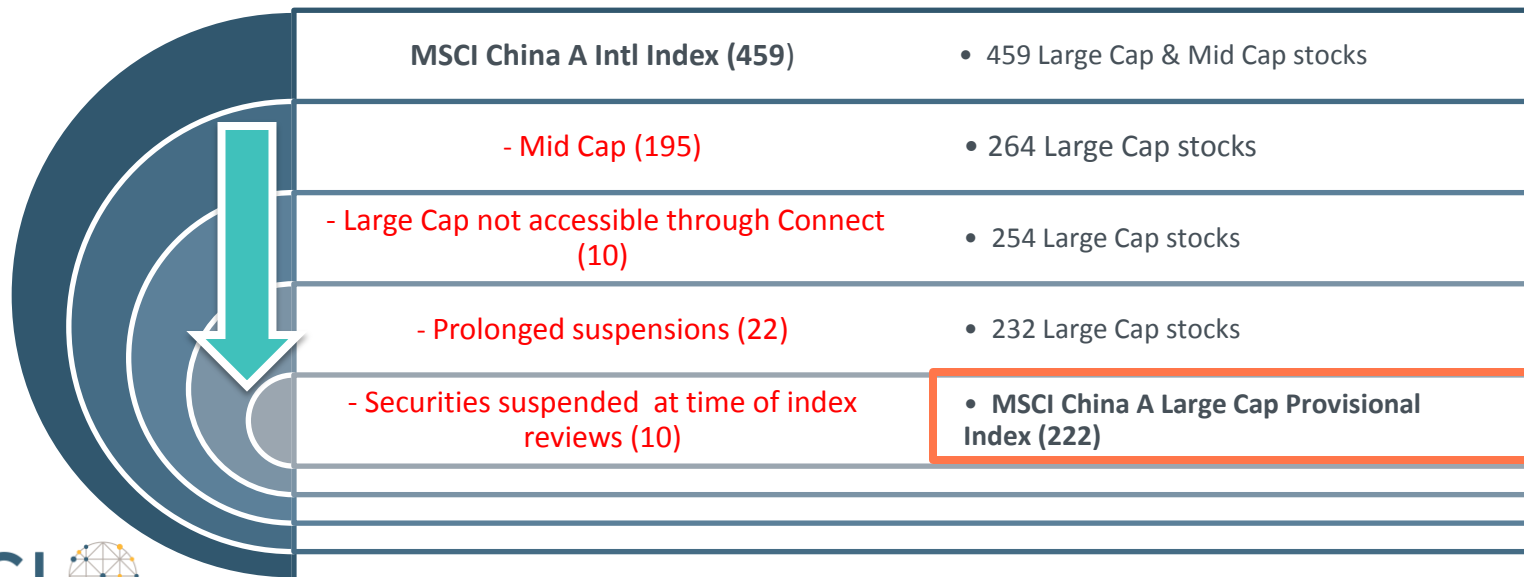 MSCI China A Intl Index (459)
• 459 Large Cap & Mid Cap stocks
- Mid Cap (195)
• 264 Large Cap stocks
- Large Cap not accessible through Connect
(10)
• 254 Large Cap stocks
- Prolonged suspensions (22)
• 232 Large Cap stocks
- Securities suspended at time of index
reviews (10)
• MSCI China A Large Cap Provisional
Index (222)